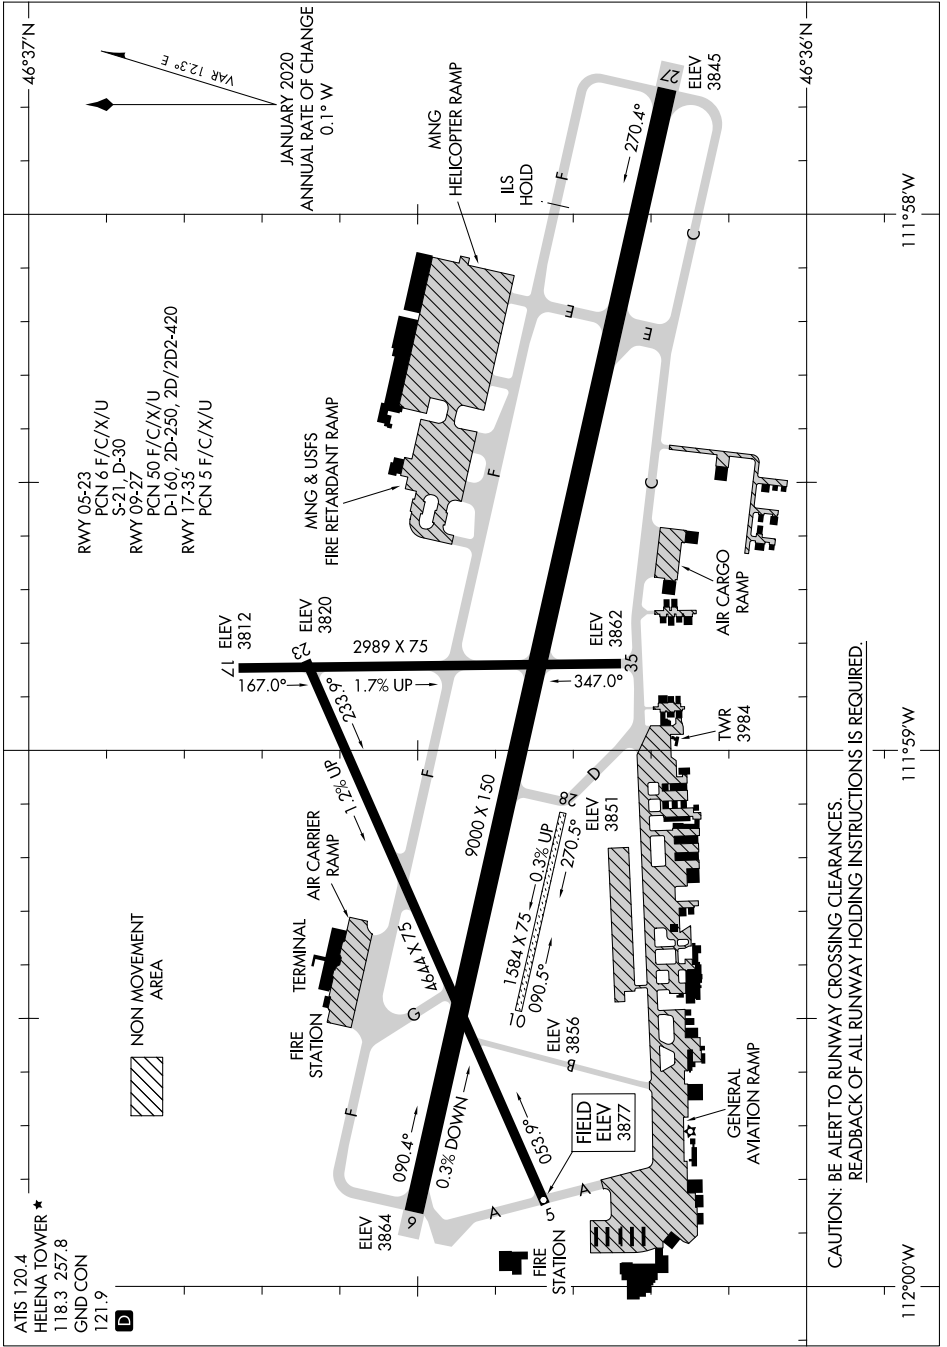 ATIS 120.4
HELENA TOWER ★
118.3 257.8
GND CON
121.9
D
NON MOVEMENT
AREA
RWY 05-23
PCN 6 F/C/X/U
S-21, D-30
RWY 09-27
PCN 50 F/C/X/U
D-160, 2D-250, 2D/2D2-420
RWY 17-35
PCN 5 F/C/X/U
VAR 12.3° E
JANUARY 2020
ANNUAL RATE OF CHANGE
0.1° W
46°37'N
46°36'N
FIRE
STATION
TERMINAL
AIR CARRIER
RAMP
MNG & USFS
FIRE RETARDANT RAMP
MNG
HELICOPTER RAMP
ILS
HOLD
17
ELEV
3812
23
ELEV
3820
167.0°
1.7% UP
2989 X 75
347.0°
ELEV
3862
35
233.9°
1.2% UP
4644 X 75
053.9°
5
ELEV
3864
9
090.4°
0.3% DOWN
9000 X 150
270.4°
27
ELEV
3845
10
ELEV
3856
1584 X 75
090.5°
0.3% UP
270.5°
28
ELEV
3851
FIELD
ELEV
3877
F
F
F
F
G
A
A
B
D
E
E
C
C
FIRE
STATION
GENERAL
AVIATION RAMP
TWR
3984
AIR CARGO
RAMP
CAUTION: BE ALERT TO RUNWAY CROSSING CLEARANCES.
READBACK OF ALL RUNWAY HOLDING INSTRUCTIONS IS REQUIRED.
112°00'W
111°59'W
111°58'W